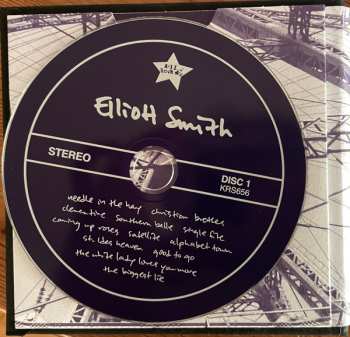 kill
rock stars
Elliott Smith
STEREO
DISC 1
KRS656
needle in the hay christian brothers
clementine southern belle single file
coming up roses satellite alphabet town
st. ides heaven good to go
the white lady loves you more
the biggest lie